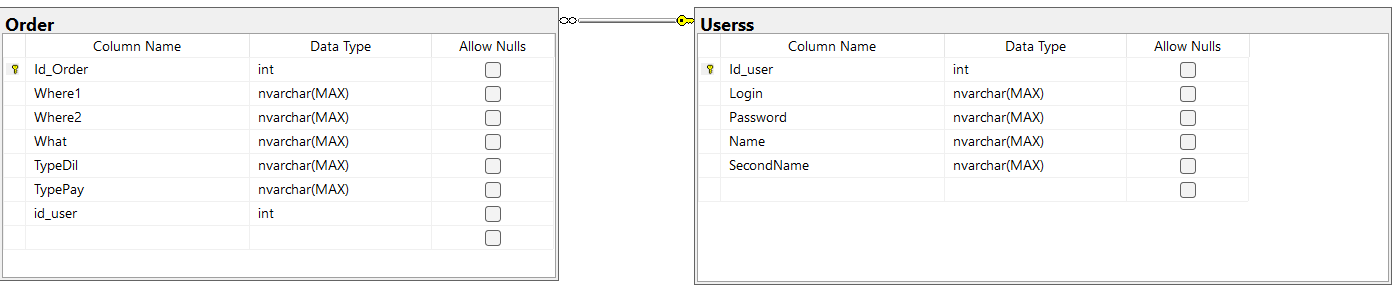 Order
Column Name Data Type Allow Nulls
Id_Order int
Where1 nvarchar(MAX)
Where2 nvarchar(MAX)
What nvarchar(MAX)
TypeDil nvarchar(MAX)
TypePay nvarchar(MAX)
id_user int
Userss
Column Name Data Type Allow Nulls
Id_user int
Login nvarchar(MAX)
Password nvarchar(MAX)
Name nvarchar(MAX)
SecondName nvarchar(MAX)